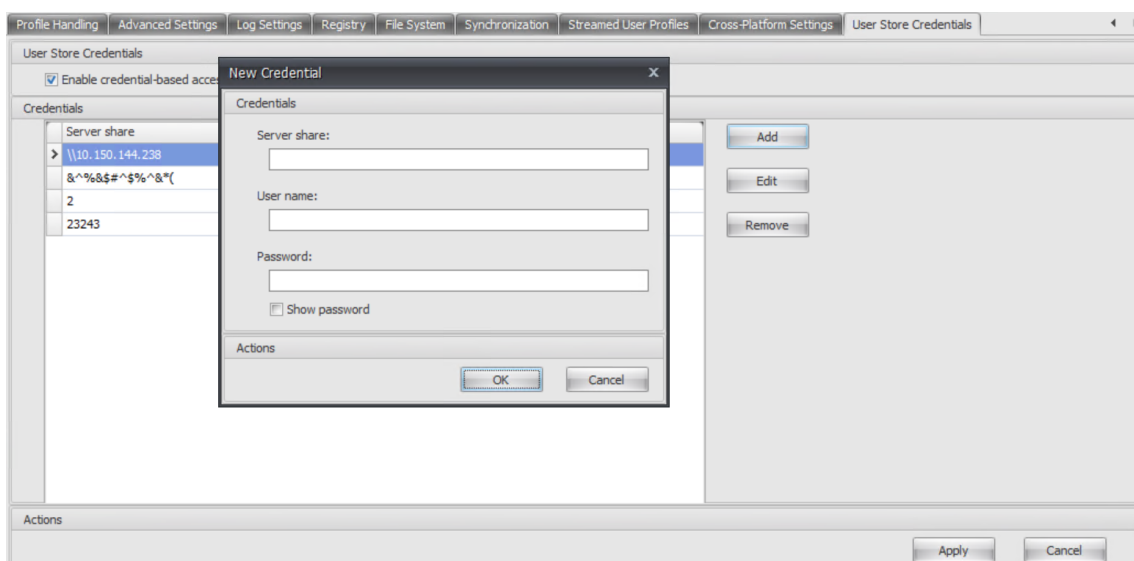 Profile Handling Advanced Settings Log Settings Registry File System Synchronization Streamed User Profiles Cross-Platform Settings User Store Credentials
User Store Credentials
Enable credential-based acce
Credentials
Server share
\\10.150.144.238
&^%&$#^$%^&*(
2
23243
Add
Edit
Remove
New Credential x
Credentials
Server share:
User name:
Password:
Show password
Actions
OK Cancel
Actions
Apply Cancel